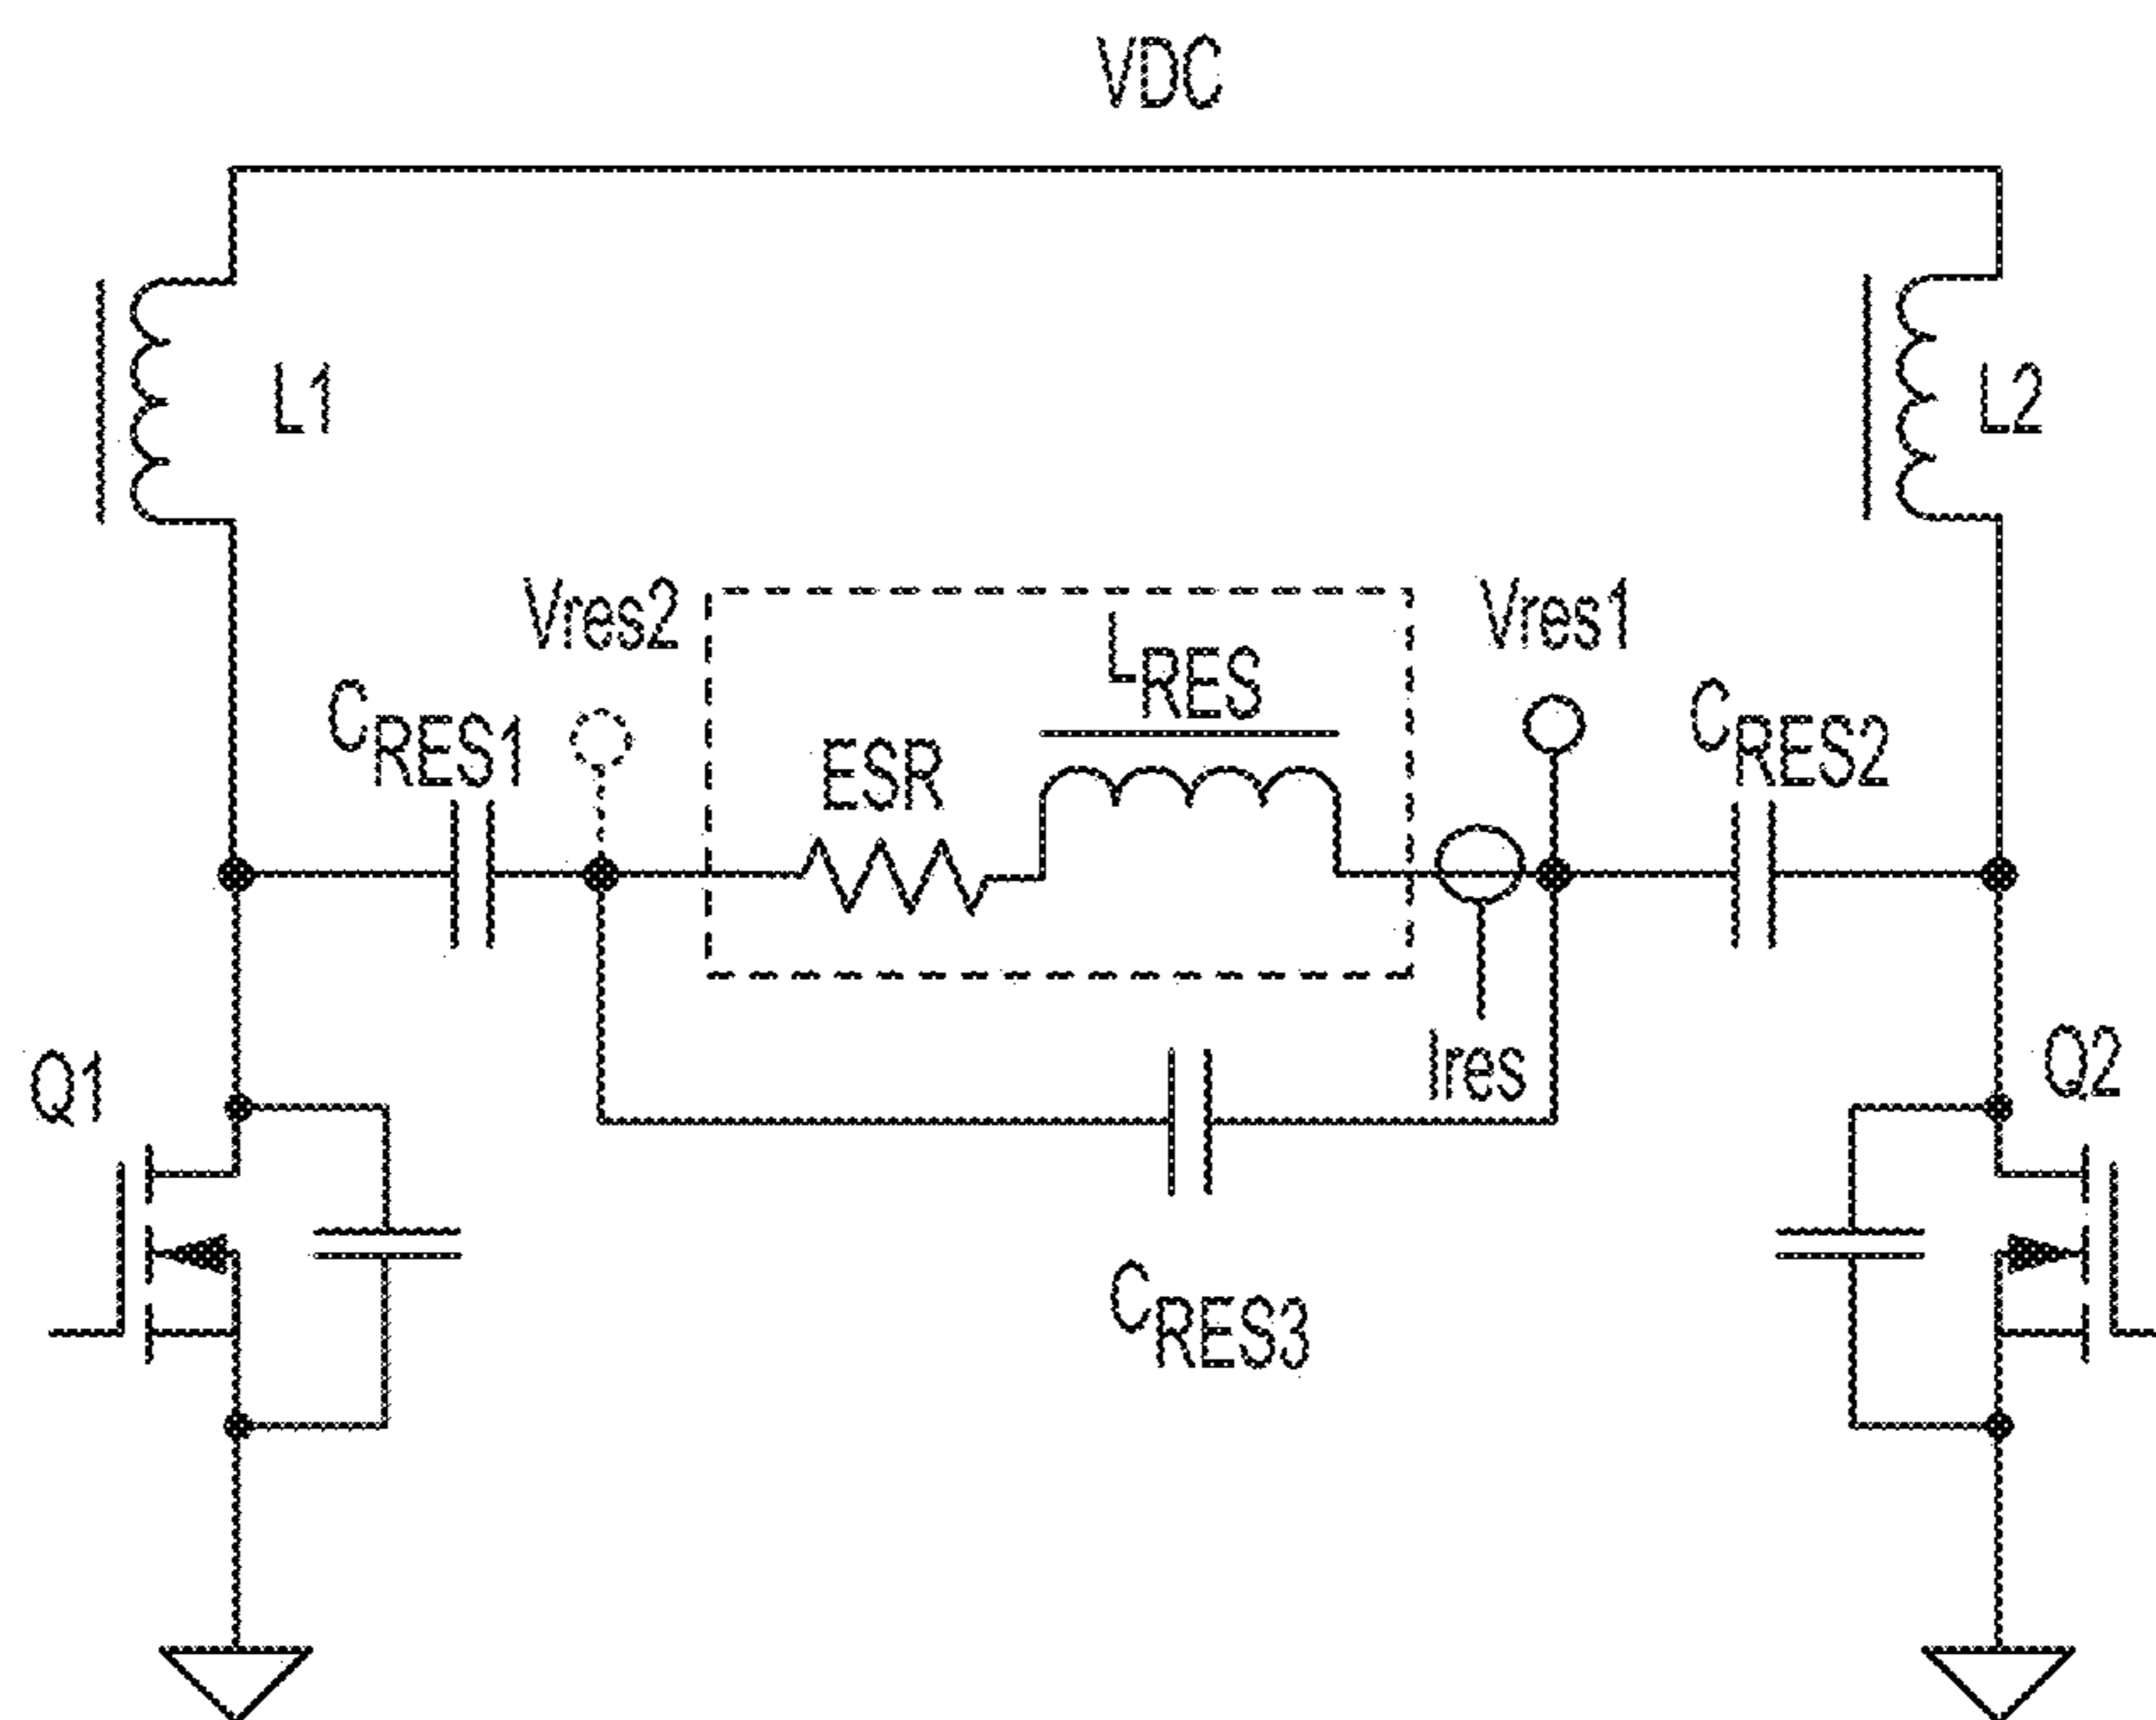 VDC
L1
L2
Vres2
Vres1
LRES
CRES1
CRES2
ESR
Ires
Q1
Q2
CRES3